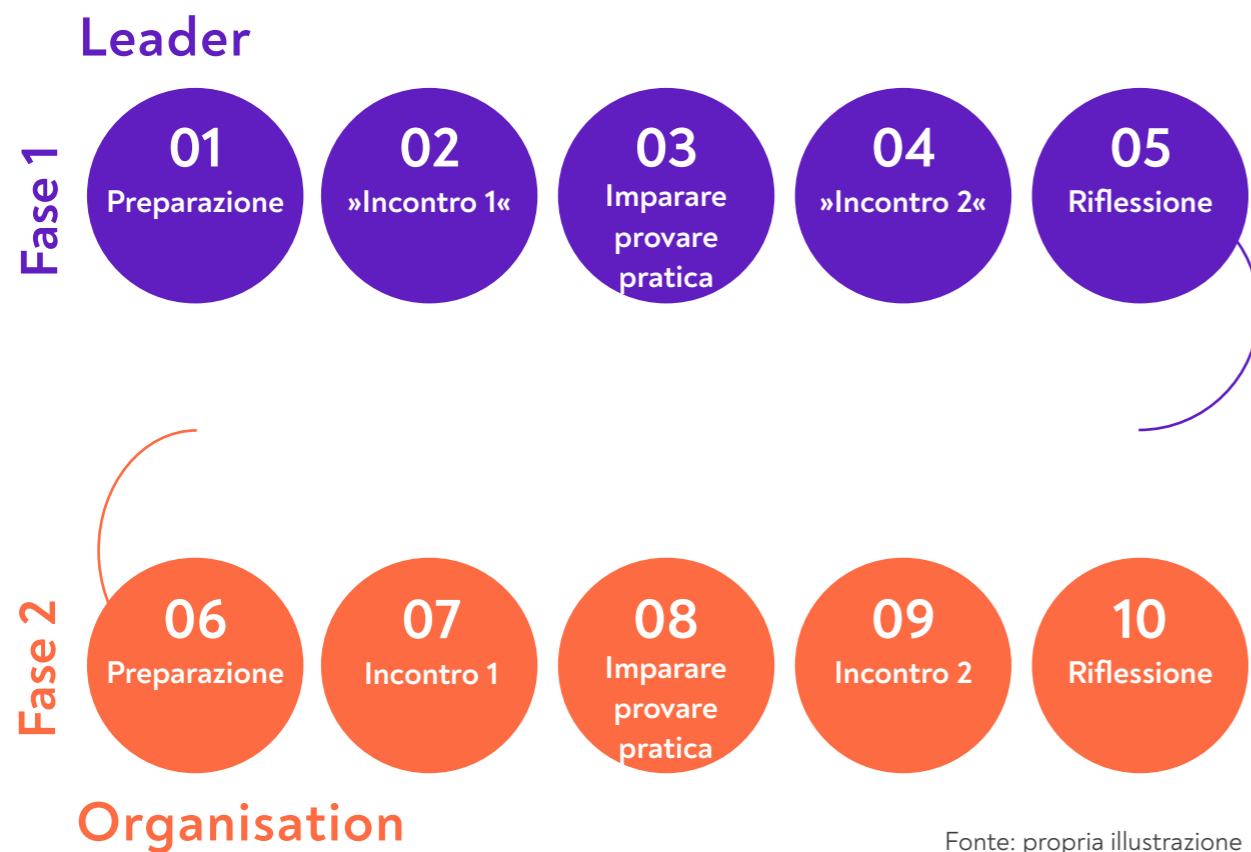 Leader
Fase 1
01
Preparazione
02
»Incontro 1«
03
Imparare
provare
pratica
04
»Incontro 2«
05
Riflessione
Fase 2
06
Preparazione
07
Incontro 1
08
Imparare
provare
pratica
09
Incontro 2
10
Riflessione
Organisation
Fonte: propria illustrazione